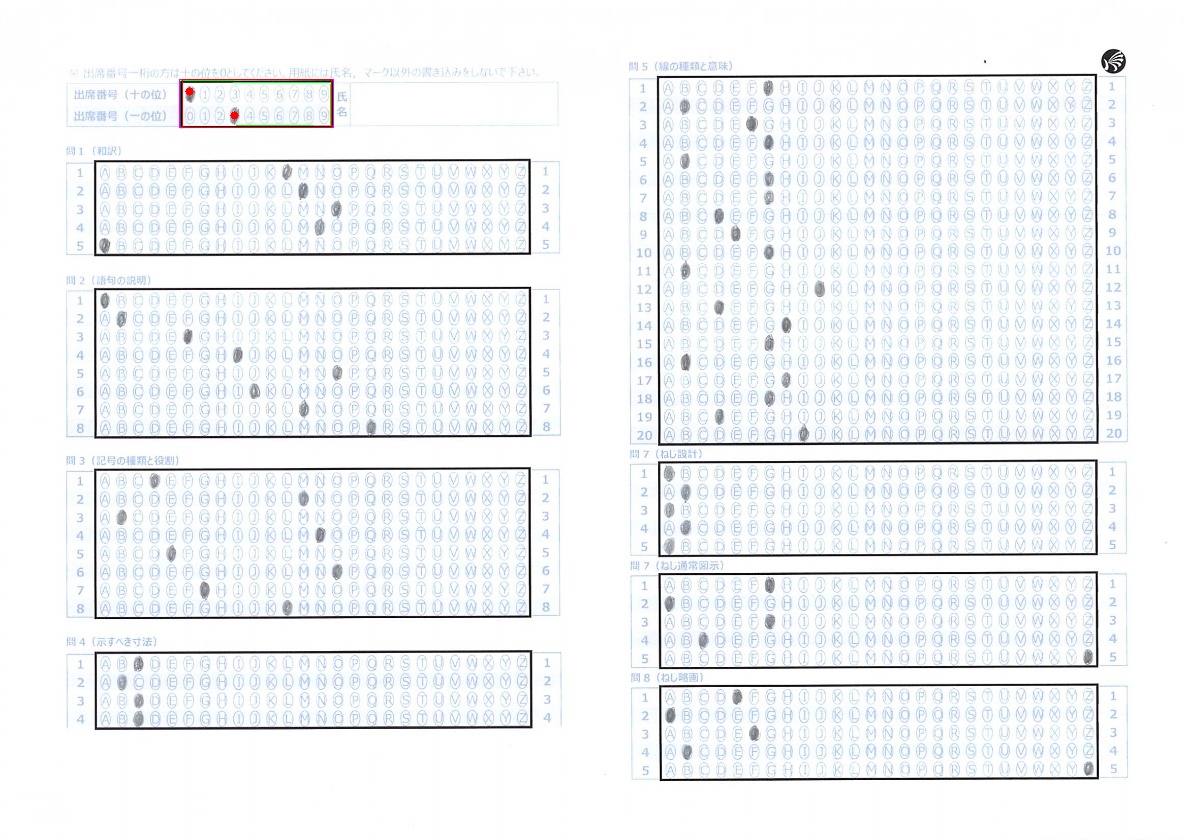 ※ 出席番号一桁の方は十の位を0としてください。用紙には氏名，マーク以外の書き込みをしないで下さい。
出席番号（十の位） 1 2 3 4 5 6 7 8 9 氏
出席番号（一の位） 0 1 2 4 5 6 7 8 9 名
問1（和訳）
1 A B C D E F G H I J K M N O P Q R S T U V W X Y Z 1
2 A B C D E F G H I J K L N O P Q R S T U V W X Y Z 2
3 A B C D E F G H I J K L M N P Q R S T U V W X Y Z 3
4 A B C D E F G H I J K L M O P Q R S T U V W X Y Z 4
5 B C D E F G H I J K L M N O P Q R S T U V W X Y Z 5
問2（語句の説明）
1 B C D E F G H I J K L M N O P Q R S T U V W X Y Z 1
2 A C D E F G H I J K L M N O P Q R S T U V W X Y Z 2
3 A B C D E G H I J K L M N O P Q R S T U V W X Y Z 3
4 A B C D E F G H J K L M N O P Q R S T U V W X Y Z 4
5 A B C D E F G H I J K L M N P Q R S T U V W X Y Z 5
6 A B C D E F G H I K L M N O P Q R S T U V W X Y Z 6
7 A B C D E F G H I J K L N O P Q R S T U V W X Y Z 7
8 A B C D E F G H I J K L M N O P R S T U V W X Y Z 8
問3（記号の種類と役割）
1 A B C E F G H I J K L M N O P Q R S T U V W X Y Z 1
2 A B C D E F G H I J K L N O P Q R S T U V W X Y Z 2
3 A C D E F G H I J K L M N O P Q R S T U V W X Y Z 3
4 A B C D E F G H I J K L M O P Q R S T U V W X Y Z 4
5 A B C D F G H I J K L M N O P Q R S T U V W X Y Z 5
6 A B C D E F G H I J K L M N P Q R S T U V W X Y Z 6
7 A B C D E F H I J K L M N O P Q R S T U V W X Y Z 7
8 A B C D E F G H I J K M N O P Q R S T U V W X Y Z 8
問4（示すべき寸法）
1 A B D E F G H I J K L M N O P Q R S T U V W X Y Z 1
2 A C D E F G H I J K L M N O P Q R S T U V W X Y Z 2
3 A B D E F G H I J K L M N O P Q R S T U V W X Y Z 3
4 A B D E F G H I J K L M N O P Q R S T U V W X Y Z 4
問5（線の種類と意味）
1 A B C D E F H I J K L M N O P Q R S T U V W X Y Z 1
2 A C D E F G H I J K L M N O P Q R S T U V W X Y Z 2
3 A B C D E G H I J K L M N O P Q R S T U V W X Y Z 3
4 A B C D E F H I J K L M N O P Q R S T U V W X Y Z 4
5 A C D E F G H I J K L M N O P Q R S T U V W X Y Z 5
6 A B C D E F H I J K L M N O P Q R S T U V W X Y Z 6
7 A B C D E F H I J K L M N O P Q R S T U V W X Y Z 7
8 A B C E F G H I J K L M N O P Q R S T U V W X Y Z 8
9 A B C D F G H I J K L M N O P Q R S T U V W X Y Z 9
10 A B C D E F H I J K L M N O P Q R S T U V W X Y Z 10
11 A C D E F G H I J K L M N O P Q R S T U V W X Y Z 11
12 A B C D E F G H I K L M N O P Q R S T U V W X Y Z 12
13 A B C E F G H I J K L M N O P Q R S T U V W X Y Z 13
14 A B C D E F G I J K L M N O P Q R S T U V W X Y Z 14
15 A B C D E F H I J K L M N O P Q R S T U V W X Y Z 15
16 A C D E F G H I J K L M N O P Q R S T U V W X Y Z 16
17 A B C D E F G I J K L M N O P Q R S T U V W X Y Z 17
18 A B C D E F H I J K L M N O P Q R S T U V W X Y Z 18
19 A B C E F G H I J K L M N O P Q R S T U V W X Y Z 19
20 A B C D E F G H J K L M N O P Q R S T U V W X Y Z 20
問7（ねじ設計）
1 B C D E F G H I J K L M N O P Q R S T U V W X Y Z 1
2 A C D E F G H I J K L M N O P Q R S T U V W X Y Z 2
3 B C D E F G H I J K L M N O P Q R S T U V W X Y Z 3
4 A C D E F G H I J K L M N O P Q R S T U V W X Y Z 4
5 B C D E F G H I J K L M N O P Q R S T U V W X Y Z 5
問7（ねじ通常図示）
1 A B C D E F H I J K L M N O P Q R S T U V W X Y Z 1
2 B C D E F G H I J K L M N O P Q R S T U V W X Y Z 2
3 A B C D E F H I J K L M N O P Q R S T U V W X Y Z 3
4 A B D E F G H I J K L M N O P Q R S T U V W X Y Z 4
5 A B C D E F G H I J K L M N O P Q R S T U V W X Y 5
問8（ねじ略画）
1 A B C D F G H I J K L M N O P Q R S T U V W X Y Z 1
2 B C D E F G H I J K L M N O P Q R S T U V W X Y Z 2
3 A B C D E G H I J K L M N O P Q R S T U V W X Y Z 3
4 A C D E F G H I J K L M N O P Q R S T U V W X Y Z 4
5 A B C D E F G H I J K L M N O P Q R S T U V W X Y 5